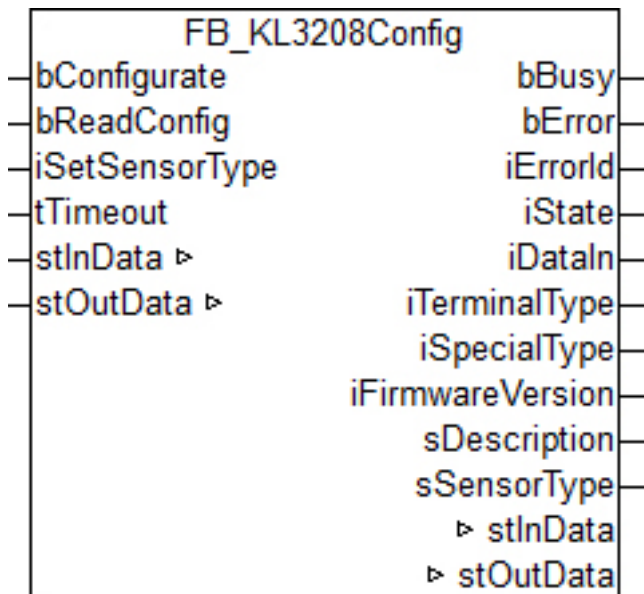 FB_KL3208Config
bConfigurate bBusy
bReadConfig bError
iSetSensorType iErrorId
tTimeout iState
stInData iDataIn
stOutData iTerminalType
iSpecialType
iFirmwareVersion
sDescription
sSensorType
stInData
stOutData